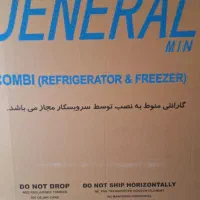 JENERAL
MIN
COMBI (REFRIGERATOR & FREEZER)
گارانتی منوط به نصب توسط سرویسکار مجاز می باشد.
DO NOT DROP
DO NOT SHIP HORIZONTALLY